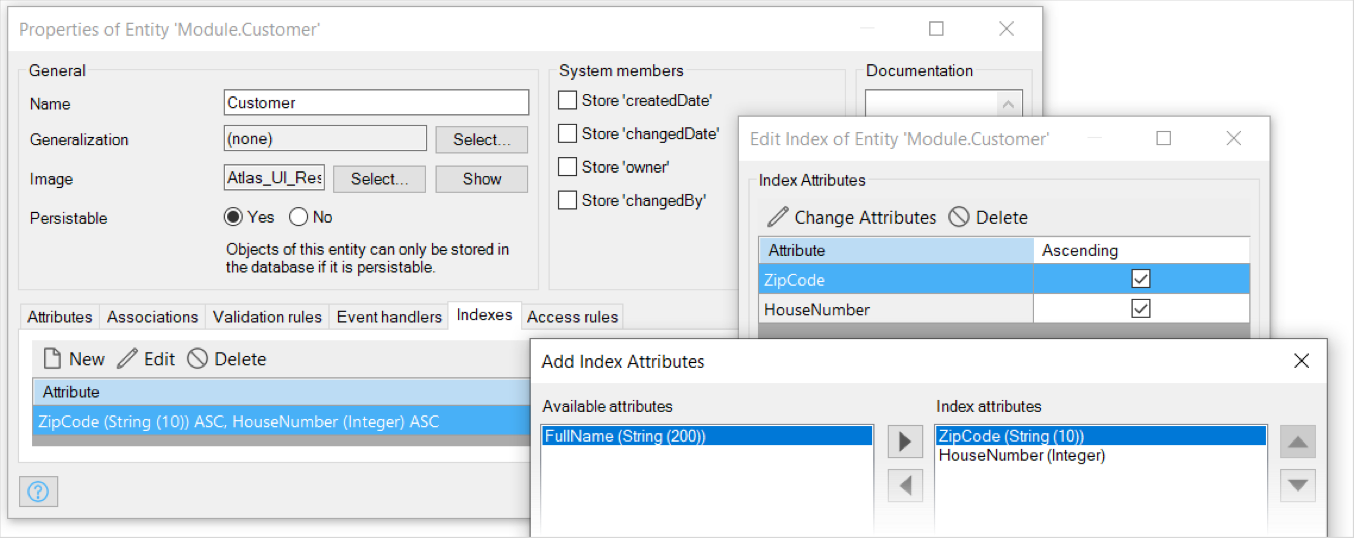 Properties of Entity 'Module.Customer'
General
Name
Customer
Generalization
(none)
Select...
Image
Atlas_UI_Res
Select...
Show
Persistable
Yes
No
Objects of this entity can only be stored in
the database if it is persistable.
System members
Store 'createdDate'
Store 'changedDate'
Store 'owner'
Store 'changedBy'
Documentation
Attributes
Associations
Validation rules
Event handlers
Indexes
Access rules
New
Edit
Delete
Attribute
ZipCode (String (10)) ASC, HouseNumber (Integer) ASC
?
Edit Index of Entity 'Module.Customer'
Index Attributes
Change Attributes
Delete
Attribute
Ascending
ZipCode
HouseNumber
Add Index Attributes
Available attributes
FullName (String (200))
Index attributes
ZipCode (String (10))
HouseNumber (Integer)